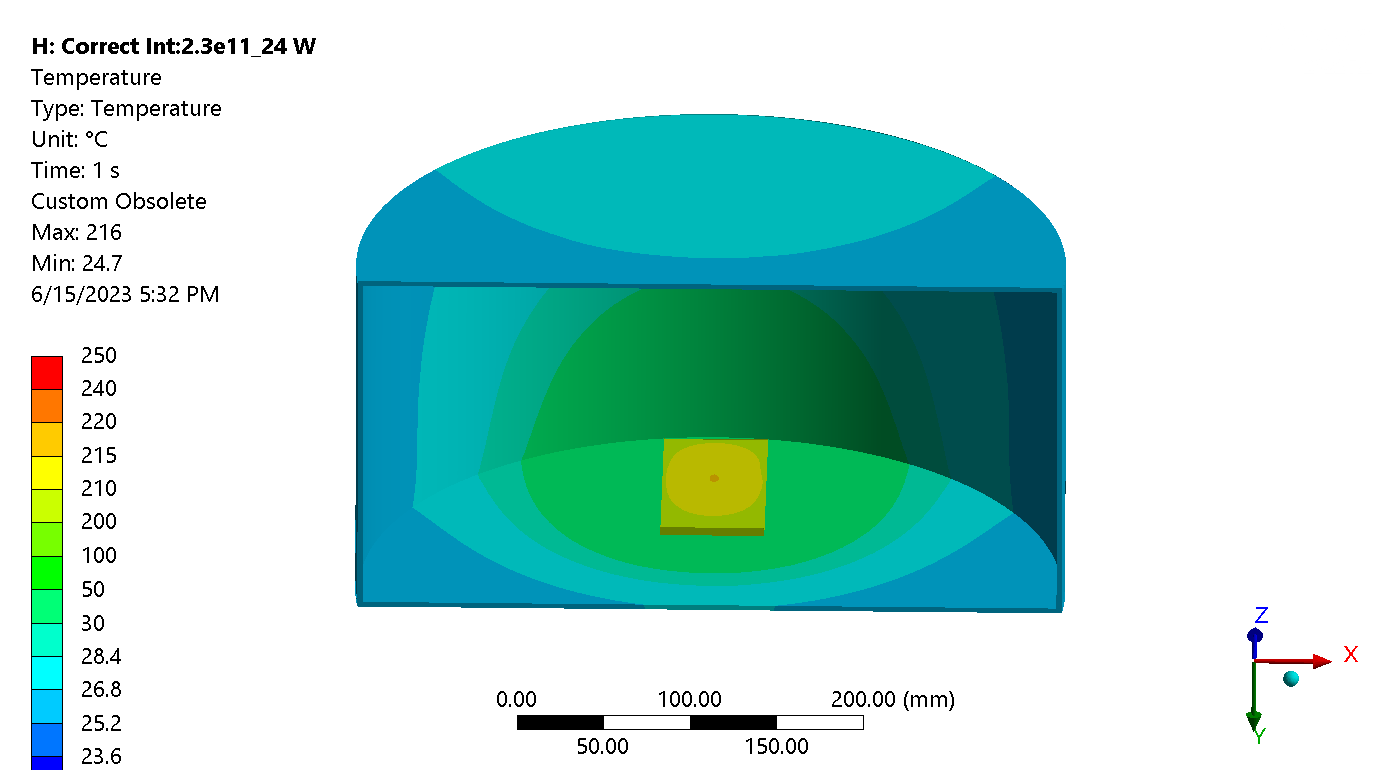 H: Correct Int:2.3e11_24 W
Temperature
Type: Temperature
Unit: °C
Time: 1 s
Custom Obsolete
Max: 216
Min: 24.7
6/15/2023 5:32 PM
250
240
220
215
210
200
100
50
30
28.4
26.8
25.2
23.6
0.00 100.00 200.00 (mm)
50.00 150.00
Z
X
Y